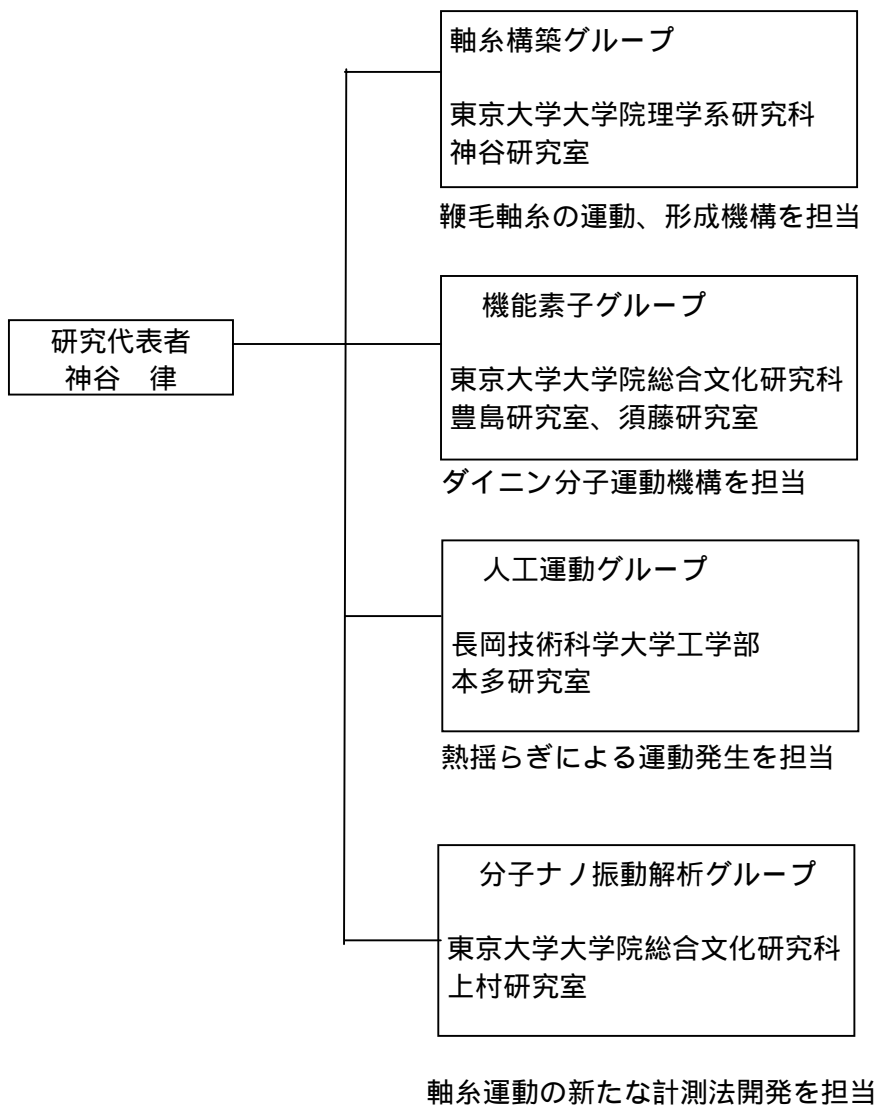 軸糸構築グループ
東京大学大学院理学系研究科
神谷研究室
鞭毛軸糸の運動、形成機構を担当
機能素子グループ
東京大学大学院総合文化研究科
豊島研究室、須藤研究室
ダイニン分子運動機構を担当
研究代表者
神谷　律
人工運動グループ
長岡技術科学大学工学部
本多研究室
熱揺らぎによる運動発生を担当
分子ナノ振動解析グループ
東京大学大学院総合文化研究科
上村研究室
軸糸運動の新たな計測法開発を担当